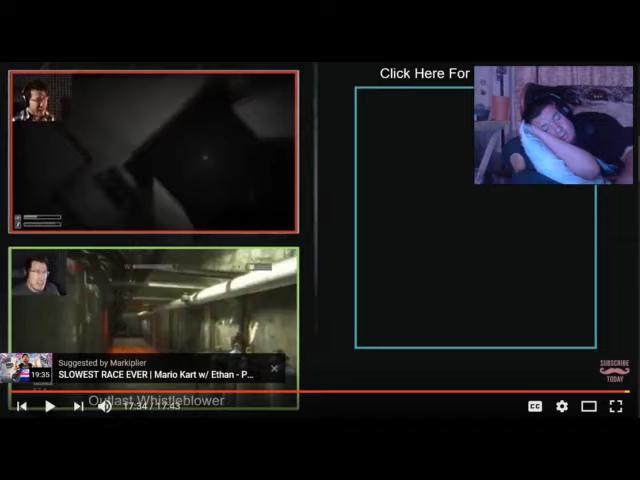 Click Here For
19:35
Suggested by Markiplier
SLOWEST RACE EVER | Mario Kart w/ Ethan - P...
Outlast Whistleblower
17:34 / 17:43
CC
SUBSCRIBE
TODAY